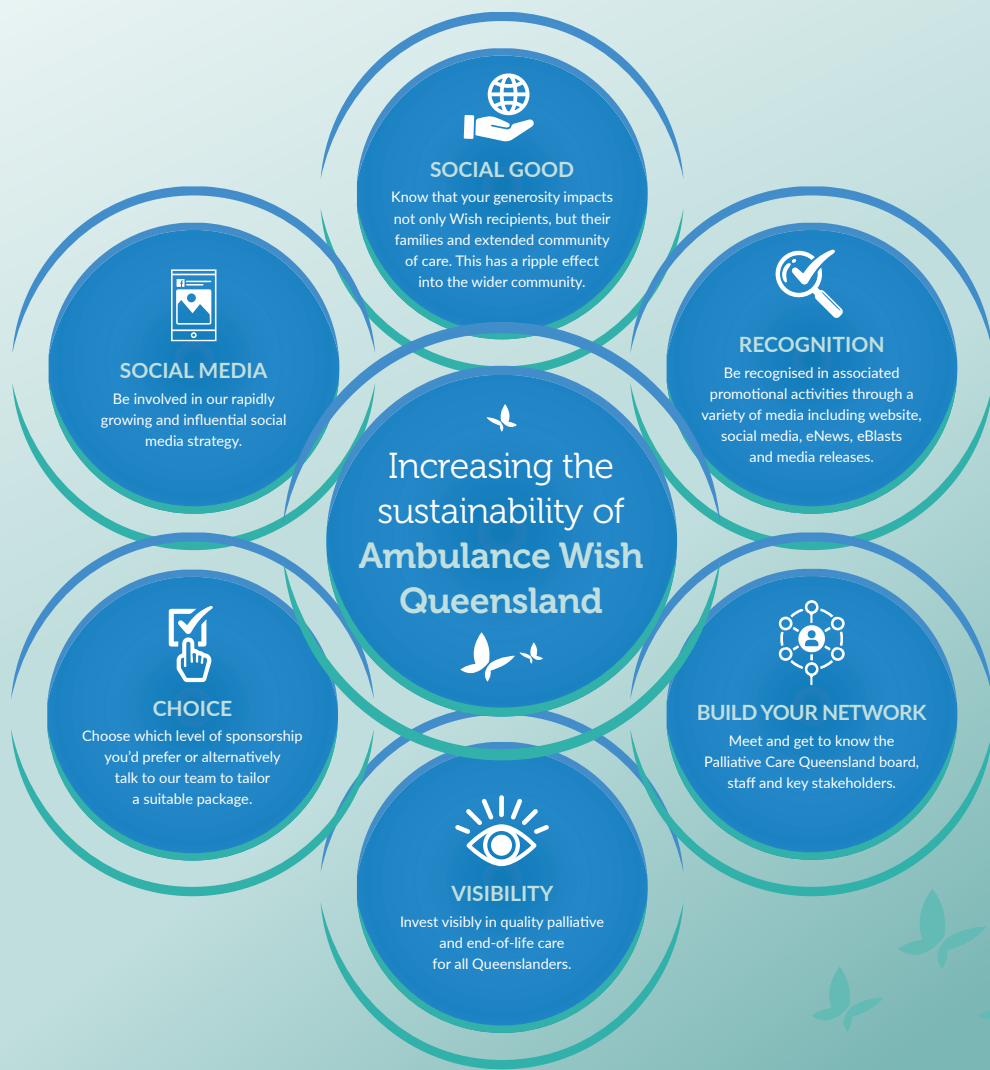 SOCIAL GOOD
Know that your generosity impacts
not only Wish recipients, but their
families and extended community
of care. This has a ripple effect
into the wider community.
SOCIAL MEDIA
Be involved in our rapidly
growing and influential social
media strategy.
RECOGNITION
Be recognised in associated
promotional activities through a
variety of media including website,
social media, eNews, eBlasts
and media releases.
Increasing the
sustainability of
Ambulance Wish
Queensland
CHOICE
Choose which level of sponsorship
you'd prefer or alternatively
talk to our team to tailor
a suitable package.
BUILD YOUR NETWORK
Meet and get to know the
Palliative Care Queensland board,
staff and key stakeholders.
VISIBILITY
Invest visibly in quality palliative
and end-of-life care
for all Queenslanders.